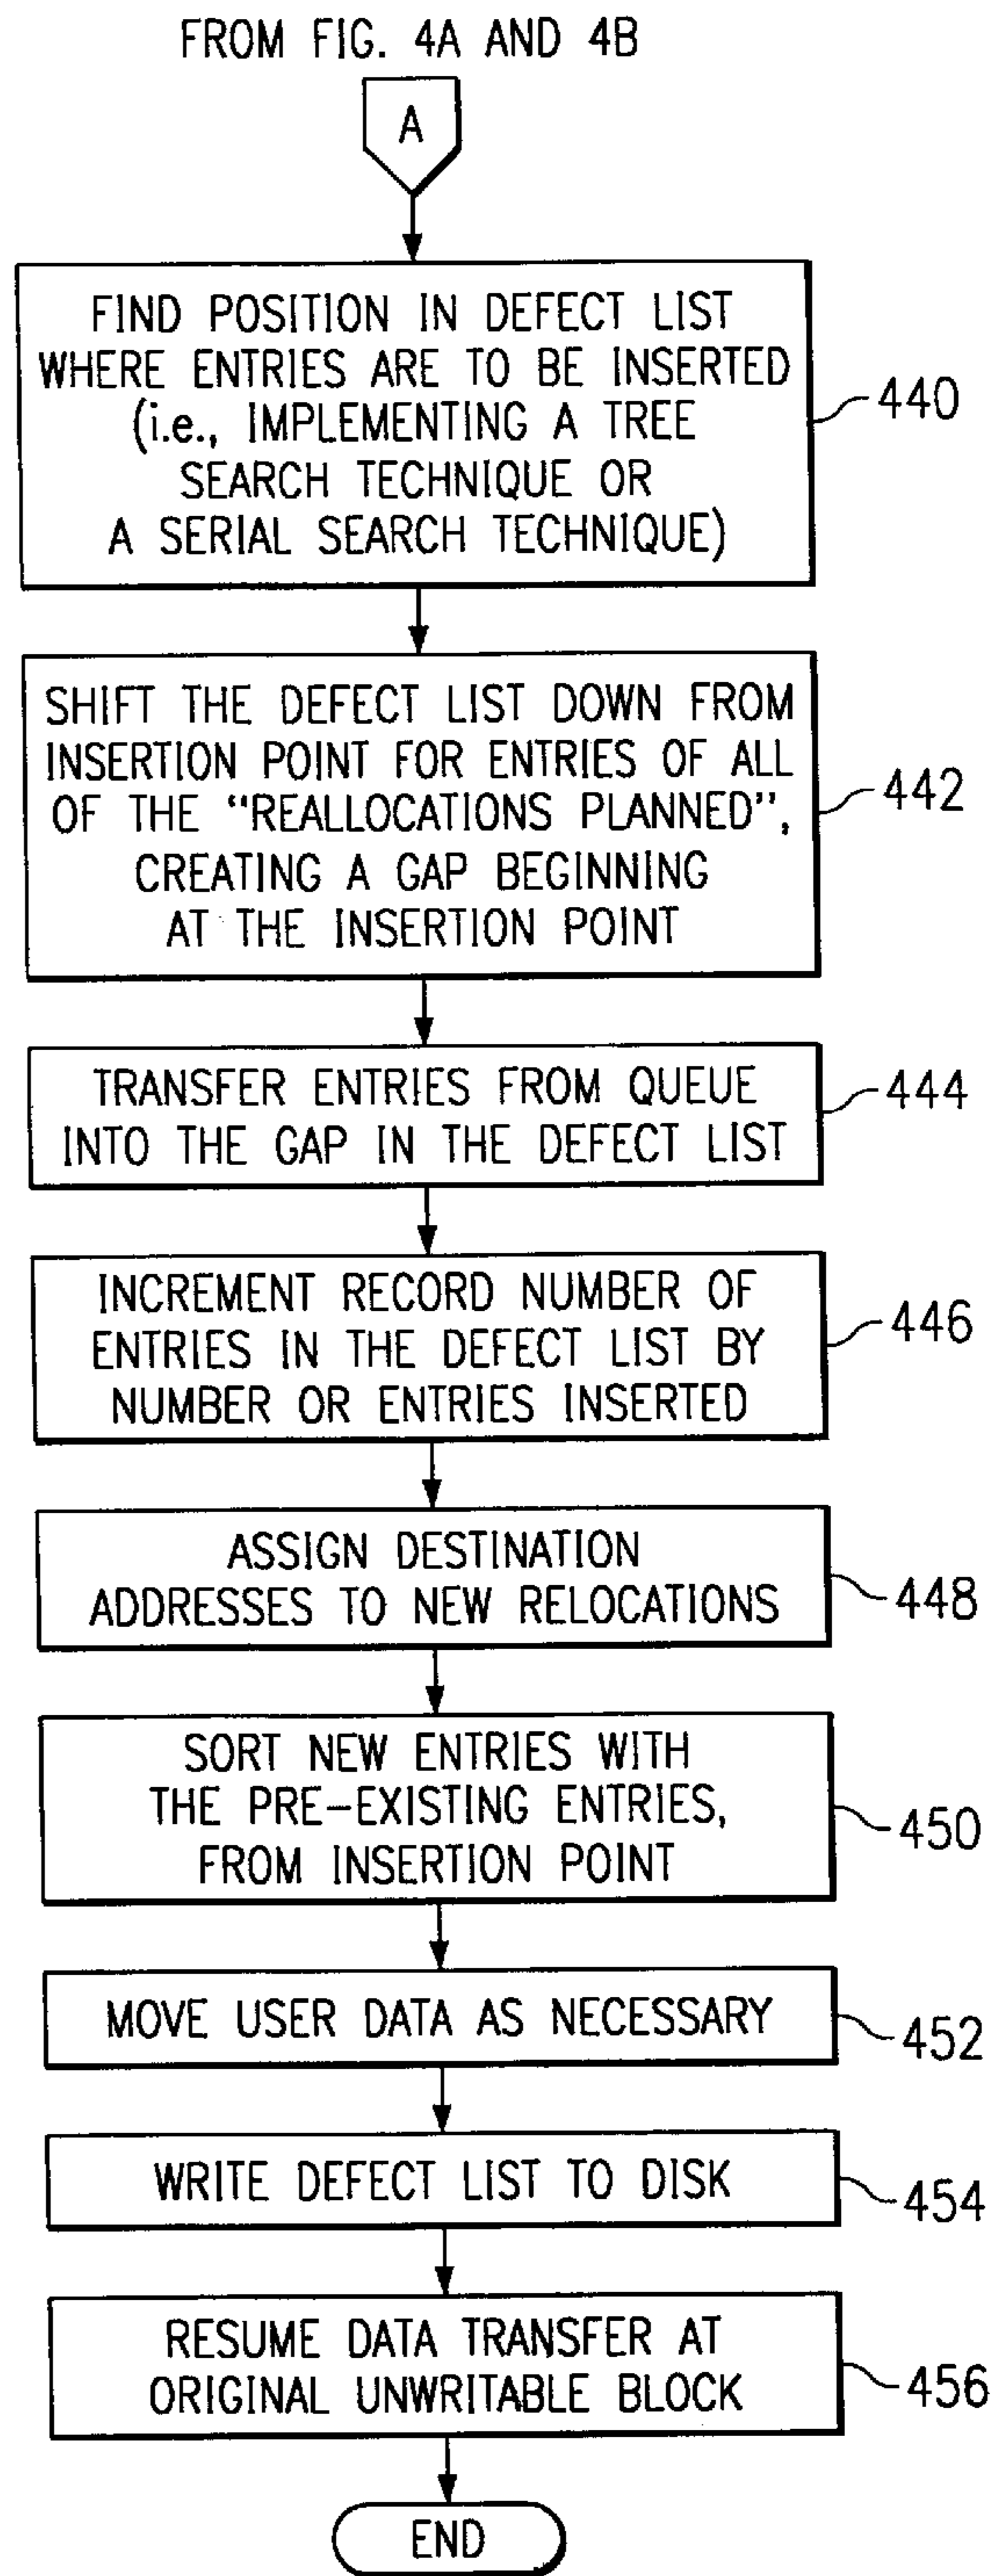 FROM FIG. 4A AND 4B
A
FIND POSITION IN DEFECT LIST
WHERE ENTRIES ARE TO BE INSERTED
(i.e., IMPLEMENTING A TREE
SEARCH TECHNIQUE OR
A SERIAL SEARCH TECHNIQUE)
440
SHIFT THE DEFECT LIST DOWN FROM
INSERTION POINT FOR ENTRIES OF ALL
OF THE “REALLOCATIONS PLANNED”,
CREATING A GAP BEGINNING
AT THE INSERTION POINT
442
TRANSFER ENTRIES FROM QUEUE
INTO THE GAP IN THE DEFECT LIST
444
INCREMENT RECORD NUMBER OF
ENTRIES IN THE DEFECT LIST BY
NUMBER OR ENTRIES INSERTED
446
ASSIGN DESTINATION
ADDRESSES TO NEW RELOCATIONS
448
SORT NEW ENTRIES WITH
THE PRE-EXISTING ENTRIES,
FROM INSERTION POINT
450
MOVE USER DATA AS NECESSARY
452
WRITE DEFECT LIST TO DISK
454
RESUME DATA TRANSFER AT
ORIGINAL UNWRITABLE BLOCK
456
END